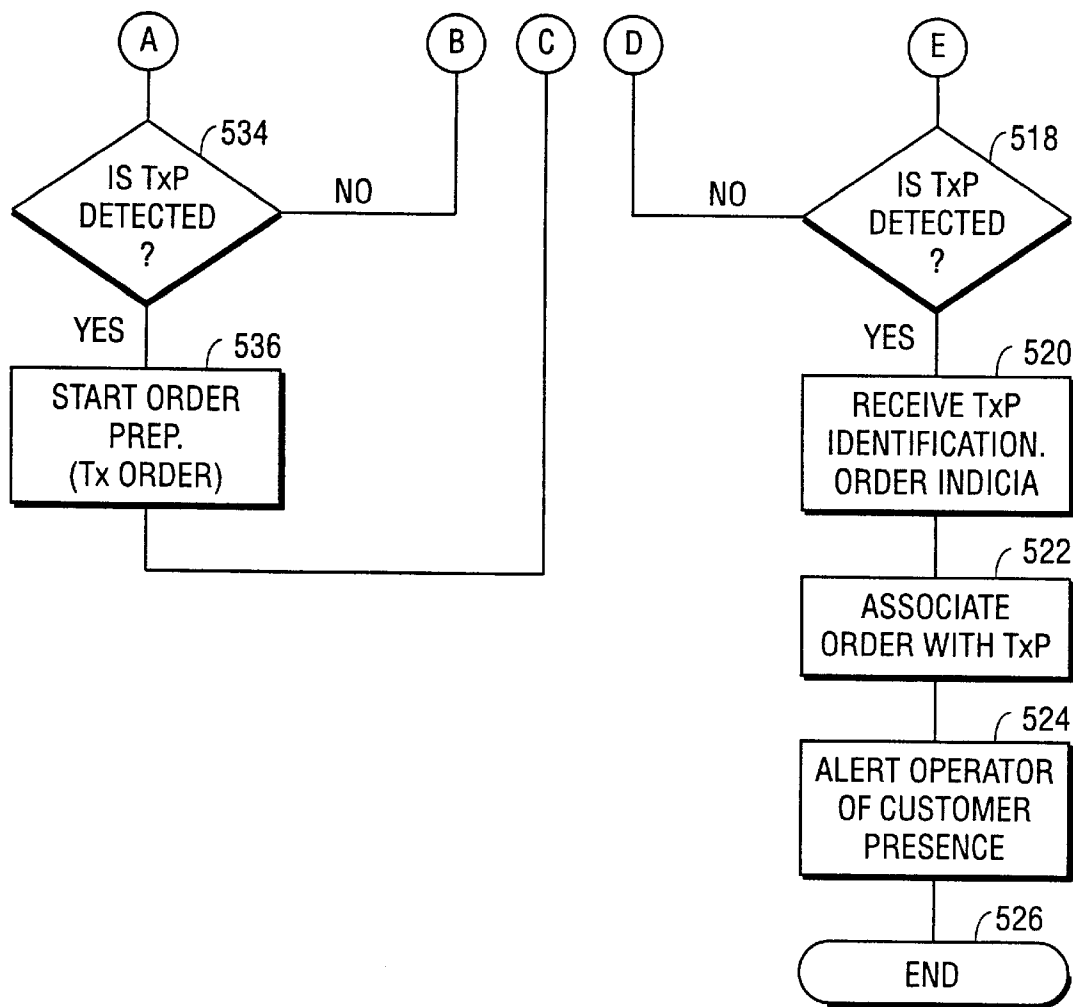 A
B
C
D
E
534
IS TxP
DETECTED
?
NO
YES
536
START ORDER
PREP.
(Tx ORDER)
518
IS TxP
DETECTED
?
NO
YES
520
RECEIVE TxP
IDENTIFICATION.
ORDER INDICIA
522
ASSOCIATE
ORDER WITH TxP
524
ALERT OPERATOR
OF CUSTOMER
PRESENCE
526
END